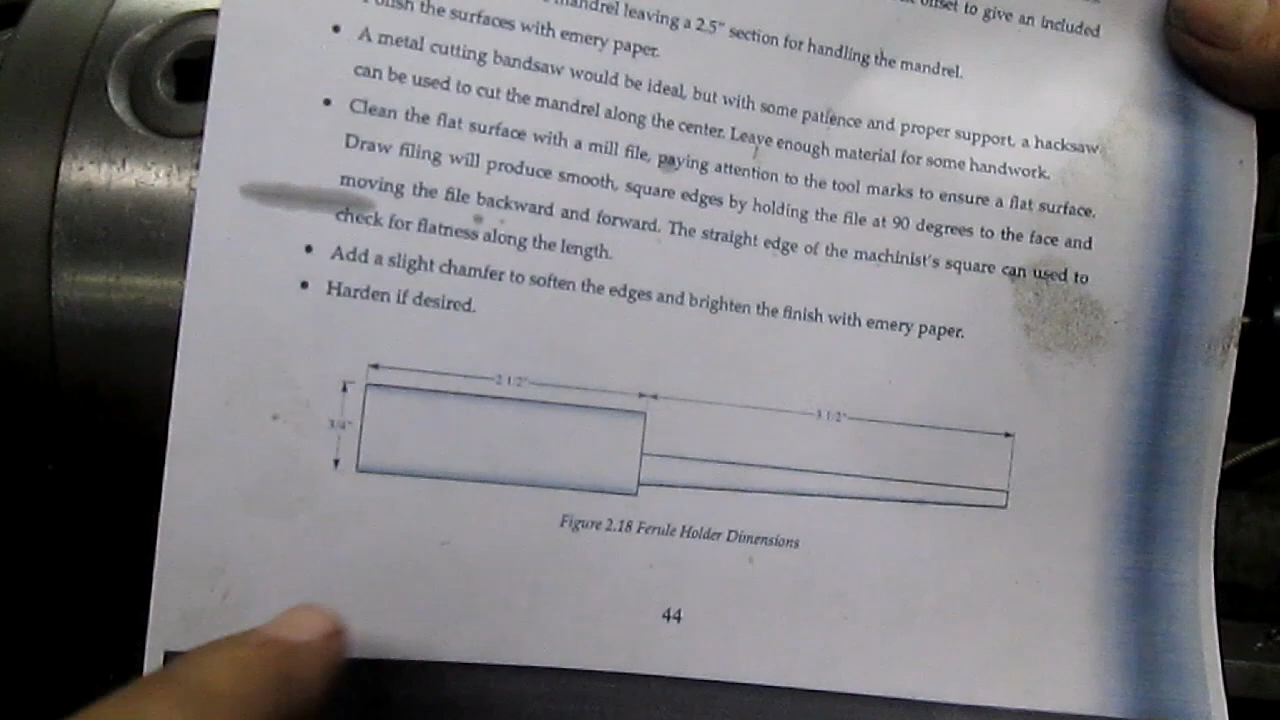 offset to give an included
mandrel leaving a 2.5" section for handling the mandrel.
the surfaces with emery paper.
• A metal cutting bandsaw would be ideal, but with some patience and proper support, a hacksaw
can be used to cut the mandrel along the center. Leave enough material for some handwork.
• Clean the flat surface with a mill file, paying attention to the tool marks to ensure a flat surface.
Draw filing will produce smooth, square edges by holding the file at 90 degrees to the face and
moving the file backward and forward. The straight edge of the machinist's square can used to
check for flatness along the length.
• Add a slight chamfer to soften the edges and brighten the finish with emery paper.
• Harden if desired.
2 1/2"
1/2"
3/4"
Figure 2.18 Ferule Holder Dimensions
44